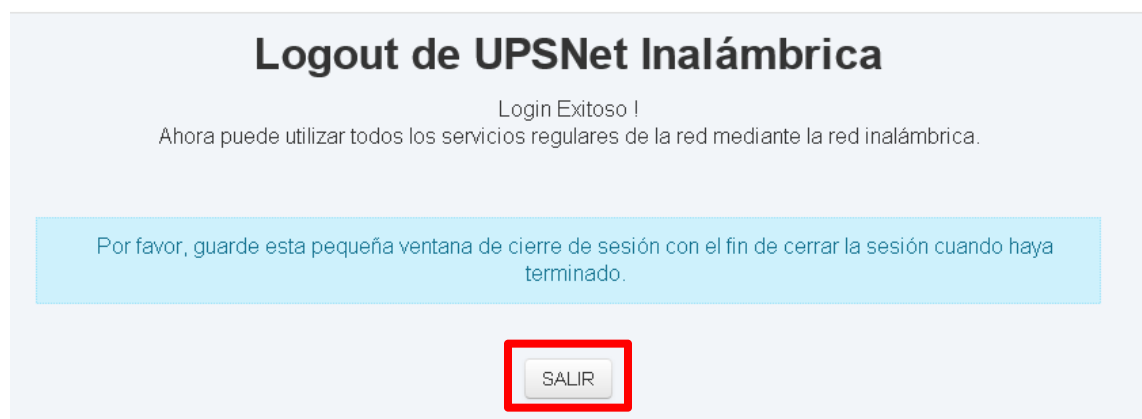 Logout de UPSNet Inalámbrica
Login Exitoso !
Ahora puede utilizar todos los servicios regulares de la red mediante la red inalámbrica.
Por favor, guarde esta pequeña ventana de cierre de sesión con el fin de cerrar la sesión cuando haya
terminado.
SALIR